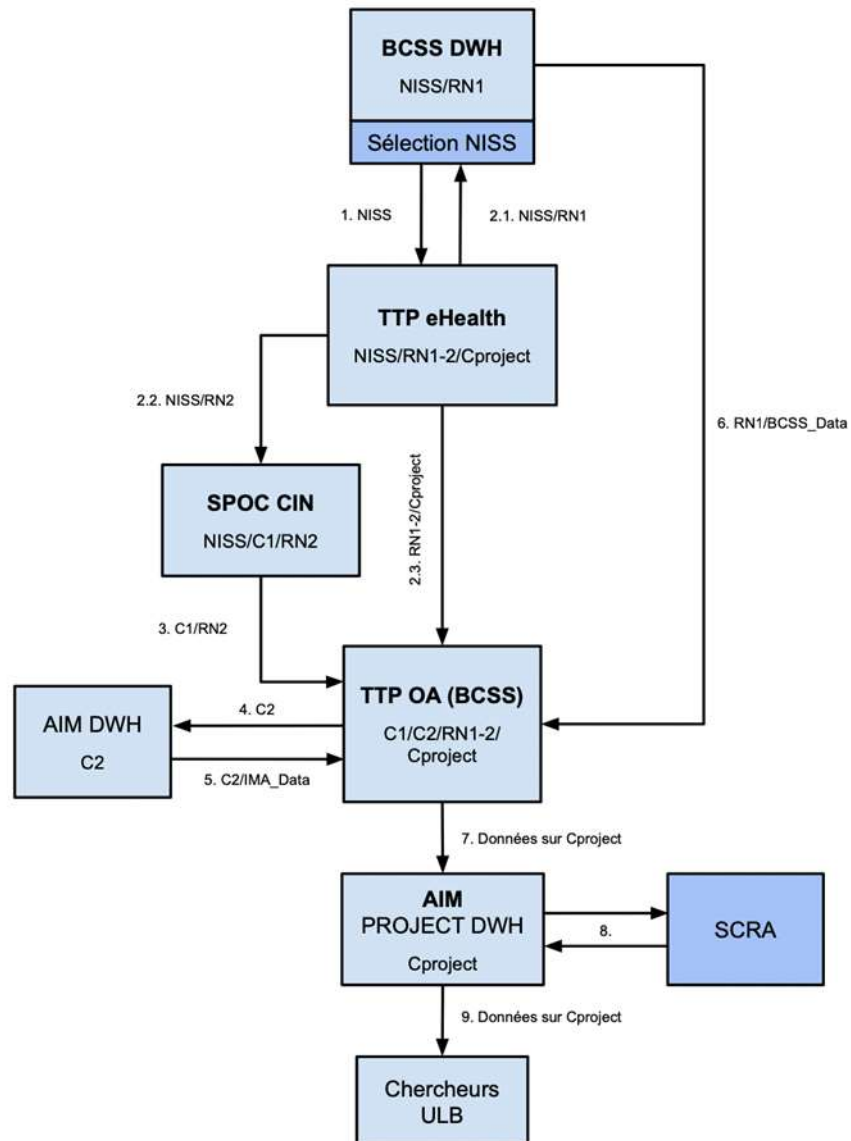 BCSS DWH
NISS/RN1
Sélection NISS
1. NISS
2.1. NISS/RN1
TTP eHealth
NISS/RN1-2/Cproject
2.2. NISS/RN2
6. RN1/BCSS_Data
SPOC CIN
NISS/C1/RN2
2.3. RN1-2/Cproject
3. C1/RN2
TTP OA (BCSS)
C1/C2/RN1-2/
Cproject
AIM DWH
C2
4. C2
5. C2/IMA_Data
7. Données sur Cproject
AIM
PROJECT DWH
Cproject
8.
SCRA
9. Données sur Cproject
Chercheurs
ULB